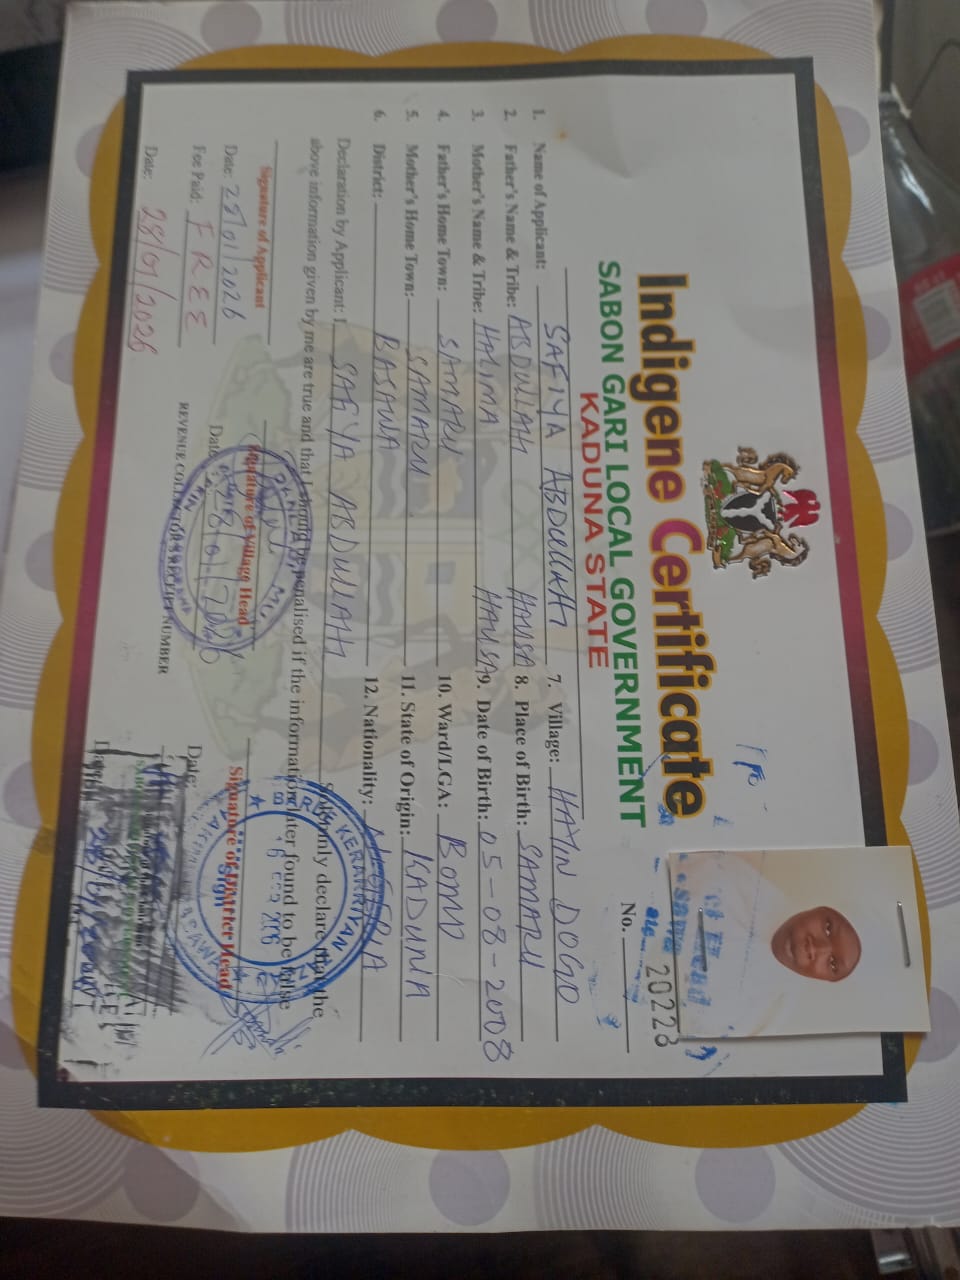 Indigene Certificate
SABON GARI LOCAL GOVERNMENT
KADUNA STATE
No. 20228
1. Name of Applicant: SAFIYA ABDULLAHI
2. Father's Name & Tribe: ABDULLAHI HAUSA
3. Mother's Name & Tribe: HALIMA HAUSA
4. Father's Home Town: SAMARU
5. Mother's Home Town: SAMARU
6. District: BASAWA
7. Village: HAYIN DOGO
8. Place of Birth: SAMARU
9. Date of Birth: 05-08-2008
10. Ward/LGA: BOMO
11. State of Origin: KADUNA
12. Nationality: NIGERIA
Declaration by Applicant: I SAFIYA ABDULLAHI Solemnly declare that the
above information given by me are true and that I should be penalised if the information later found to be false
Signature of Applicant
Date: 28/01/2026
Signature of Village Head
Date: 28/01/2026
Signature of District Head
Date:
Fee Paid: FREE
REVENUE COLLECTOR'S RECEIPT NUMBER
Date: 28/01/2026